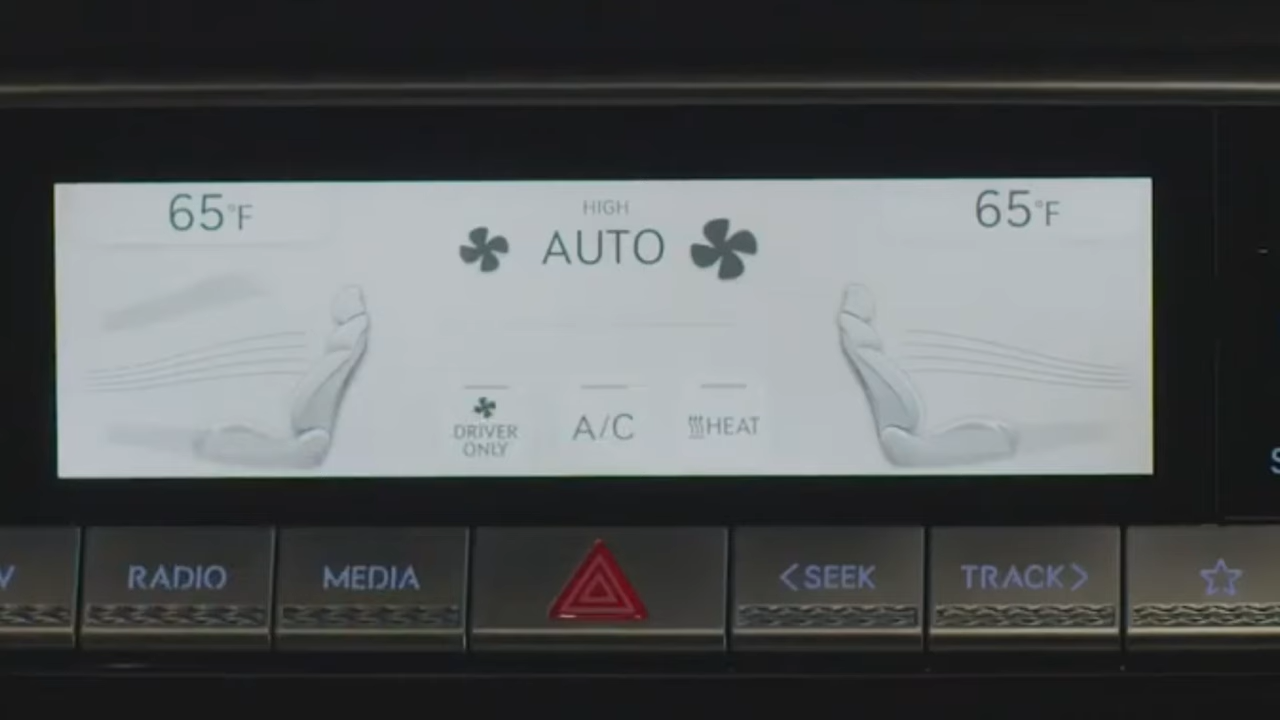 65°F
HIGH
AUTO
65°F
DRIVER
ONLY
A/C
HEAT
V
RADIO
MEDIA
<SEEK
TRACK>
S